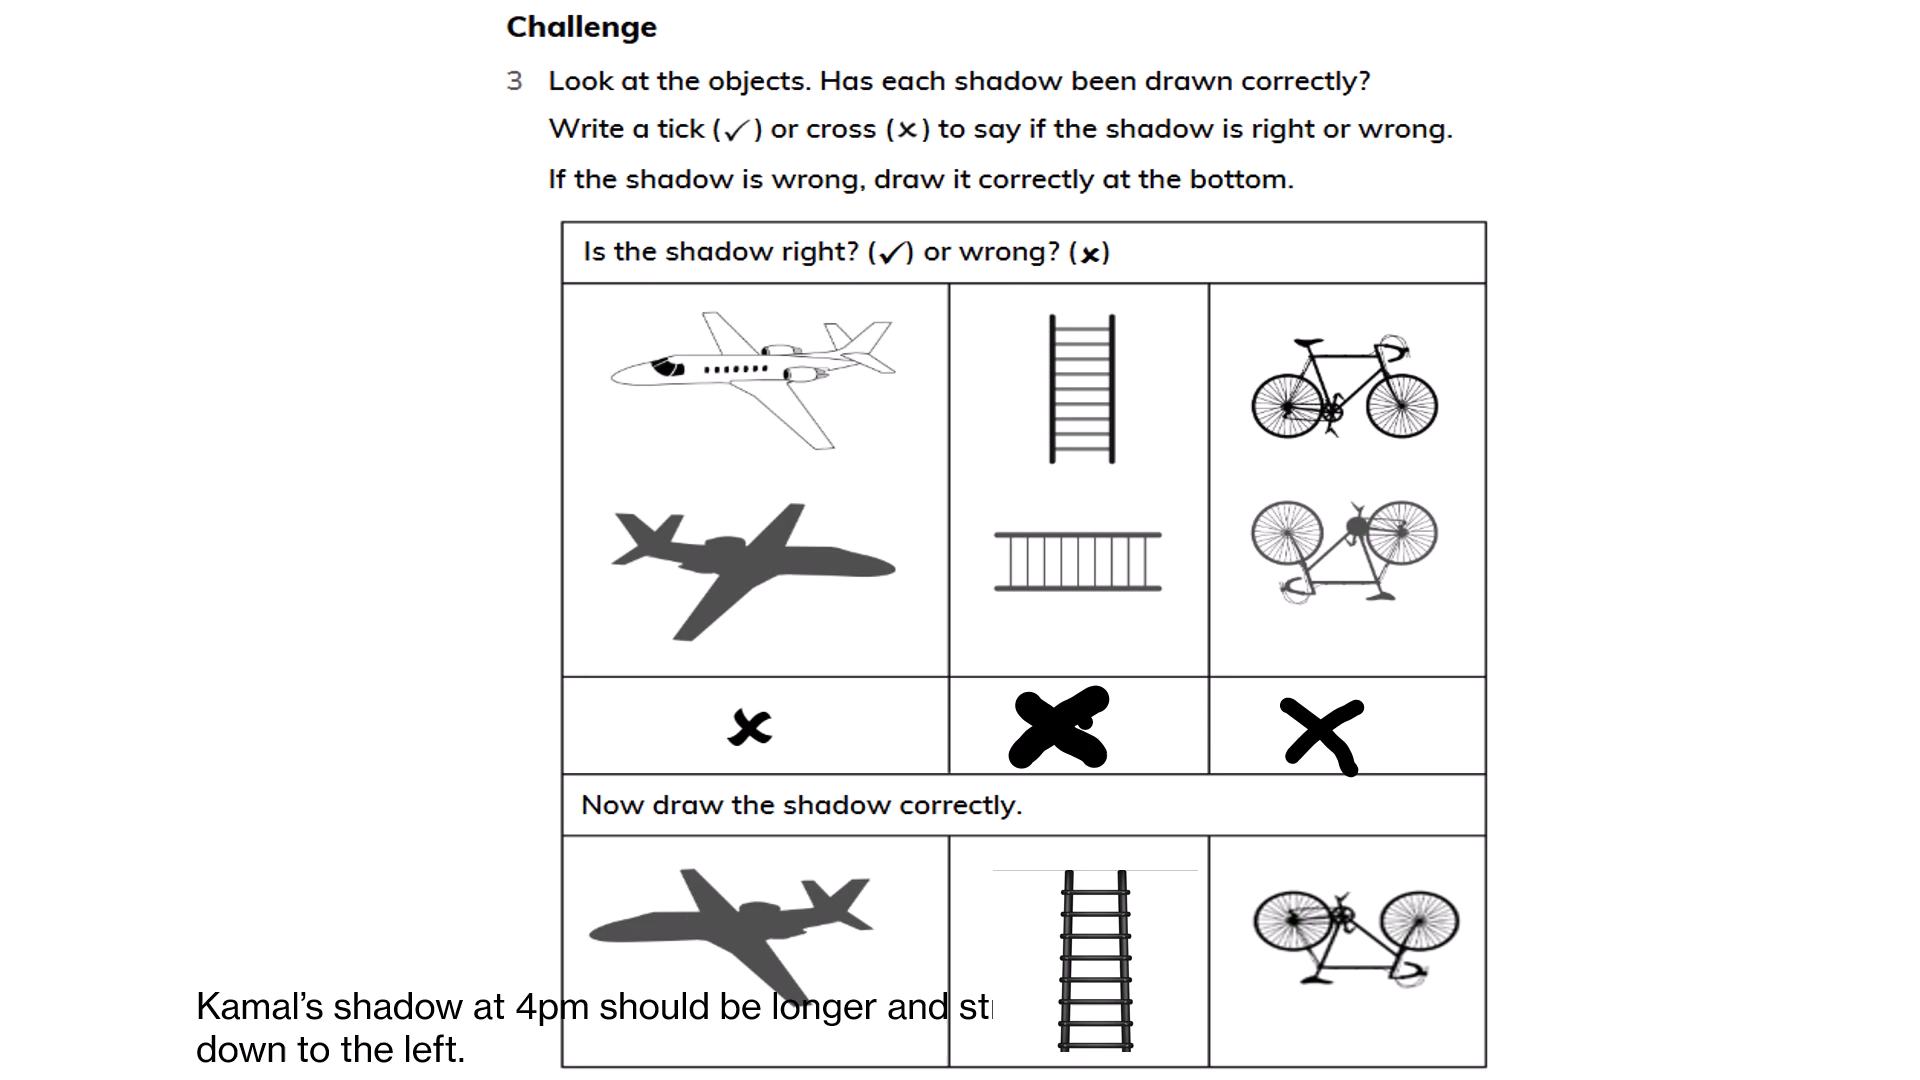 Challenge
3 Look at the objects. Has each shadow been drawn correctly?
Write a tick (✓) or cross (×) to say if the shadow is right or wrong.
If the shadow is wrong, draw it correctly at the bottom.
Is the shadow right? (✓) or wrong? (×)
Now draw the shadow correctly.
Kamal’s shadow at 4pm should be longer and
down to the left.